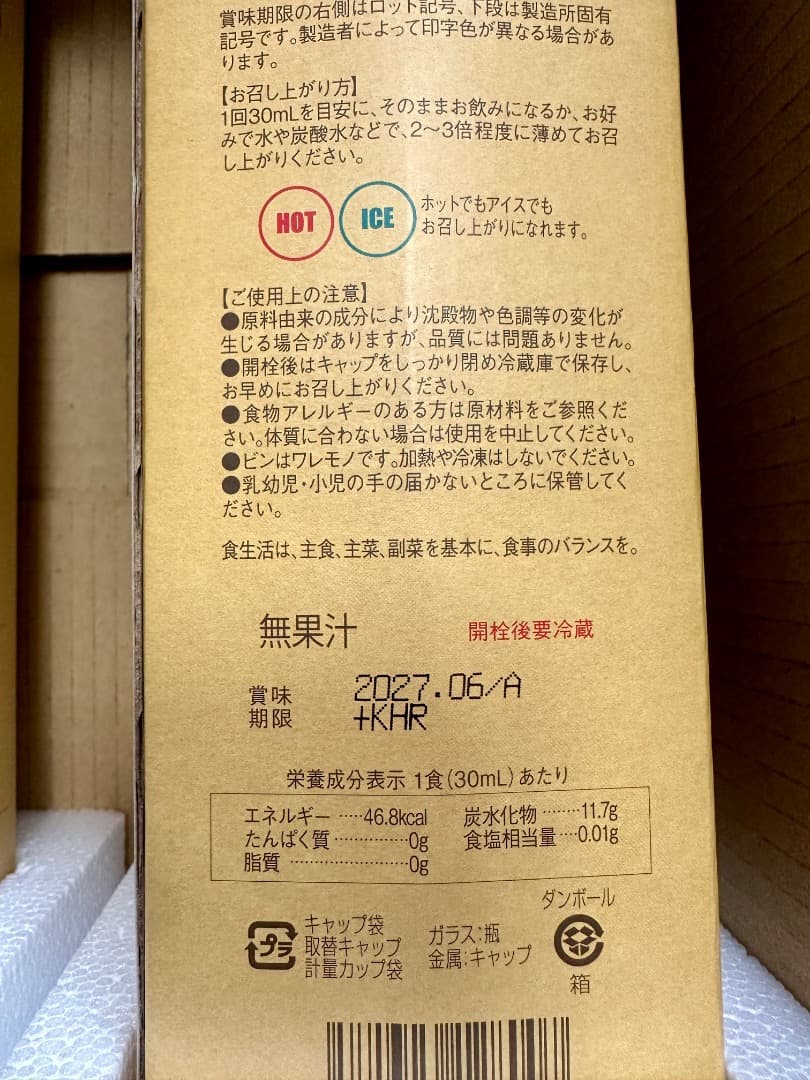 賞味期限の右側はロット記号、下段は製造所固有
記号です。製造者によって印字色が異なる場合があ
ります。
【お召し上がり方】
1回30mLを目安に、そのままお飲みになるか、お好
みで水や炭酸水などで、2〜3倍程度に薄めてお召
し上がりください。
HOT ICE ホットでもアイスでも
お召し上がりになれます。
【ご使用上の注意】
●原料由来の成分により沈殿物や色調等の変化が
生じる場合がありますが、品質には問題ありません。
●開栓後はキャップをしっかり閉め冷蔵庫で保存し、
お早めにお召し上がりください。
●食物アレルギーのある方は原材料をご参照くだ
さい。体質に合わない場合は使用を中止してください。
●ビンはワレモノです。加熱や冷凍はしないでください。
●乳幼児・小児の手の届かないところに保管してく
ださい。
食生活は、主食、主菜、副菜を基本に、食事のバランスを。
無果汁 開栓後要冷蔵
賞味 2027.06/A
期限 +KHR
栄養成分表示 1食(30mL)あたり
エネルギー ‥‥46.8kcal 炭水化物 ‥‥‥11.7g
たんぱく質 ‥‥‥‥‥0g 食塩相当量 ‥‥0.01g
脂質 ‥‥‥‥‥‥‥‥0g
ダンボール
プラ キャップ袋
取替キャップ
計量カップ袋
ガラス:瓶
金属:キャップ
箱